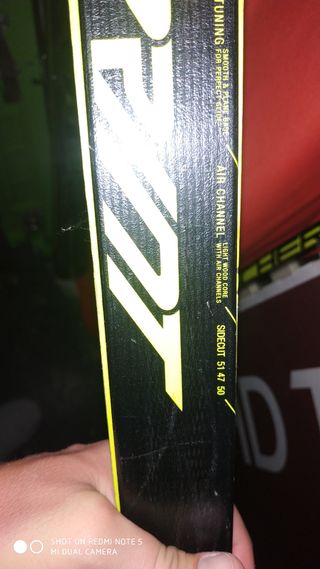 TUNING
SMOOTH & PLANE BASE
FOR PERFECT GLIDE
AIR CHANNEL
LIGHT WOOD CORE
WITH AIR CHANNELS
SIDECUT 51 47 50
SHOT ON REDMI NOTE 5
MI DUAL CAMERA